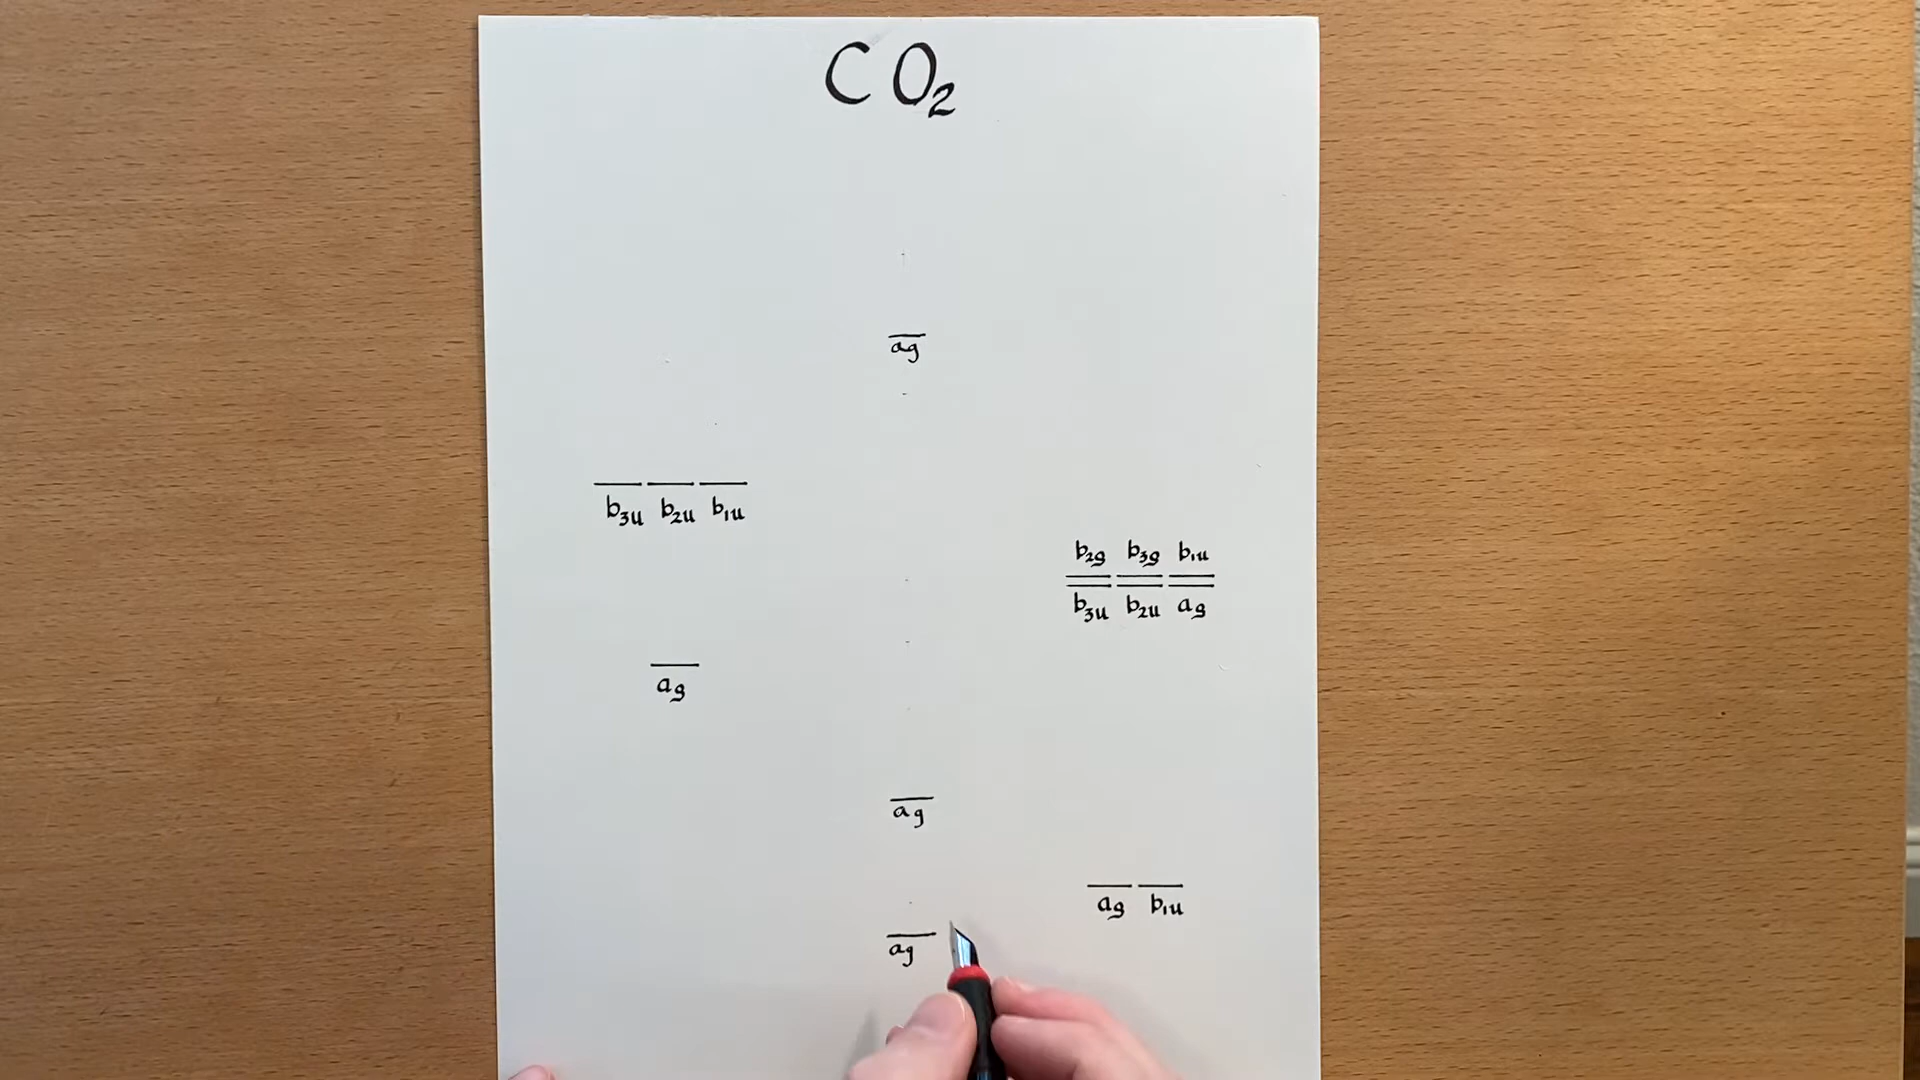 CO₂
ag
b₃u b₂u b₁u
b₂g b₃g b₁u
b₃u b₂u ag
ag
ag
ag b₁u
ag